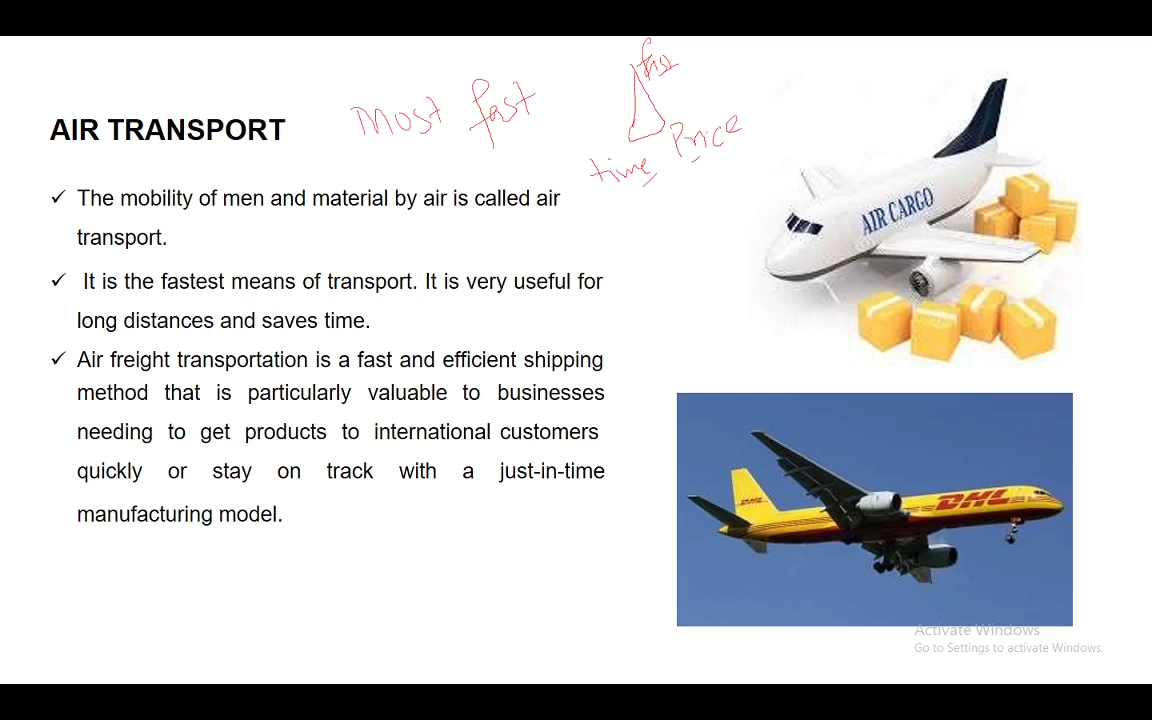 Most fast
fast
time Price
AIR TRANSPORT
✓ The mobility of men and material by air is called air
transport.
✓ It is the fastest means of transport. It is very useful for
long distances and saves time.
✓ Air freight transportation is a fast and efficient shipping
method that is particularly valuable to businesses
needing to get products to international customers
quickly or stay on track with a just-in-time
manufacturing model.
AIR CARGO
DHL
DHL
Activate Windows
Go to Settings to activate Windows.